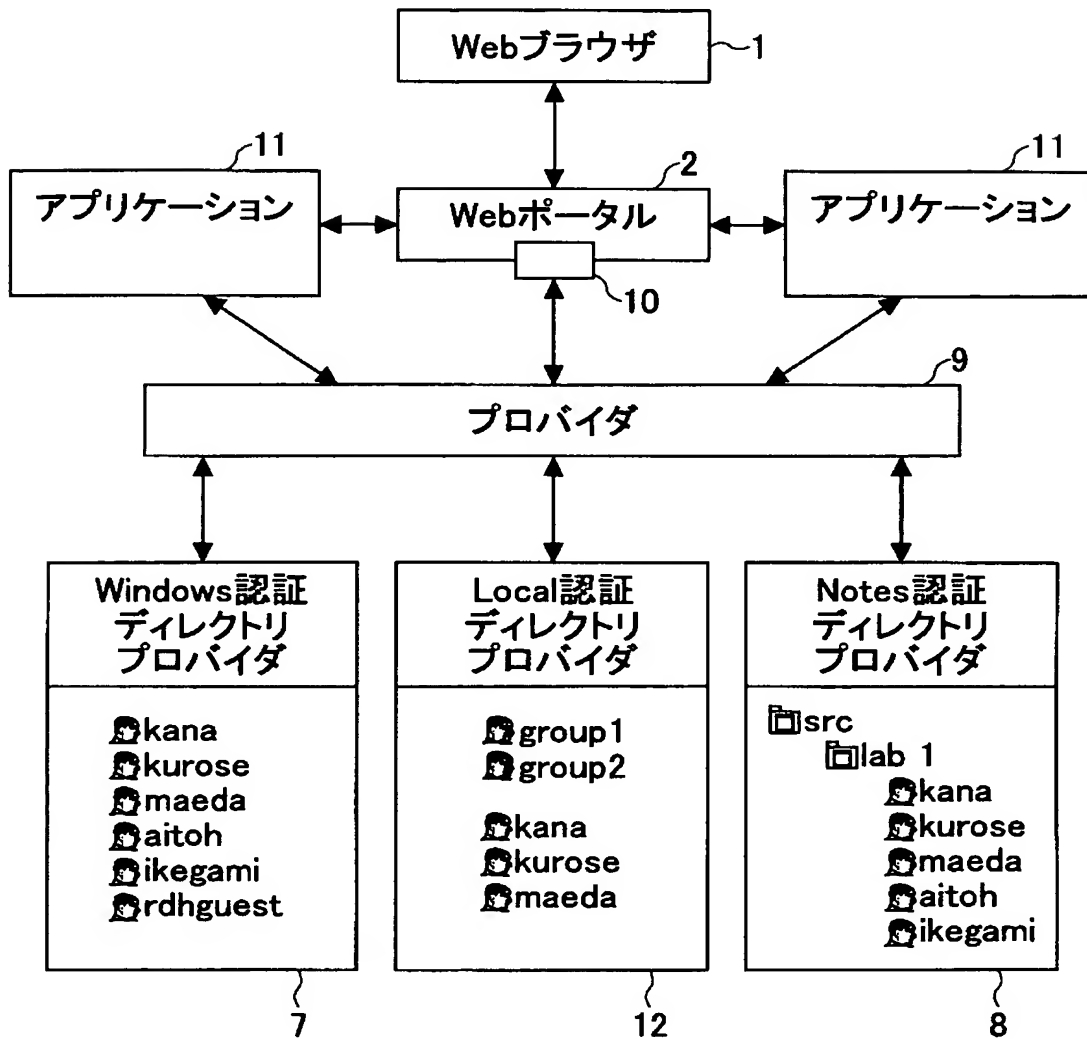 Webブラウザ
1
11
アプリケーション
2
Webポータル
11
アプリケーション
10
9
プロバイダ
Windows認証
ディレクトリ
プロバイダ
kana
kurose
maeda
aitoh
ikegami
rdhguest
7
Local認証
ディレクトリ
プロバイダ
group1
group2
kana
kurose
maeda
12
Notes認証
ディレクトリ
プロバイダ
src
lab 1
kana
kurose
maeda
aitoh
ikegami
8